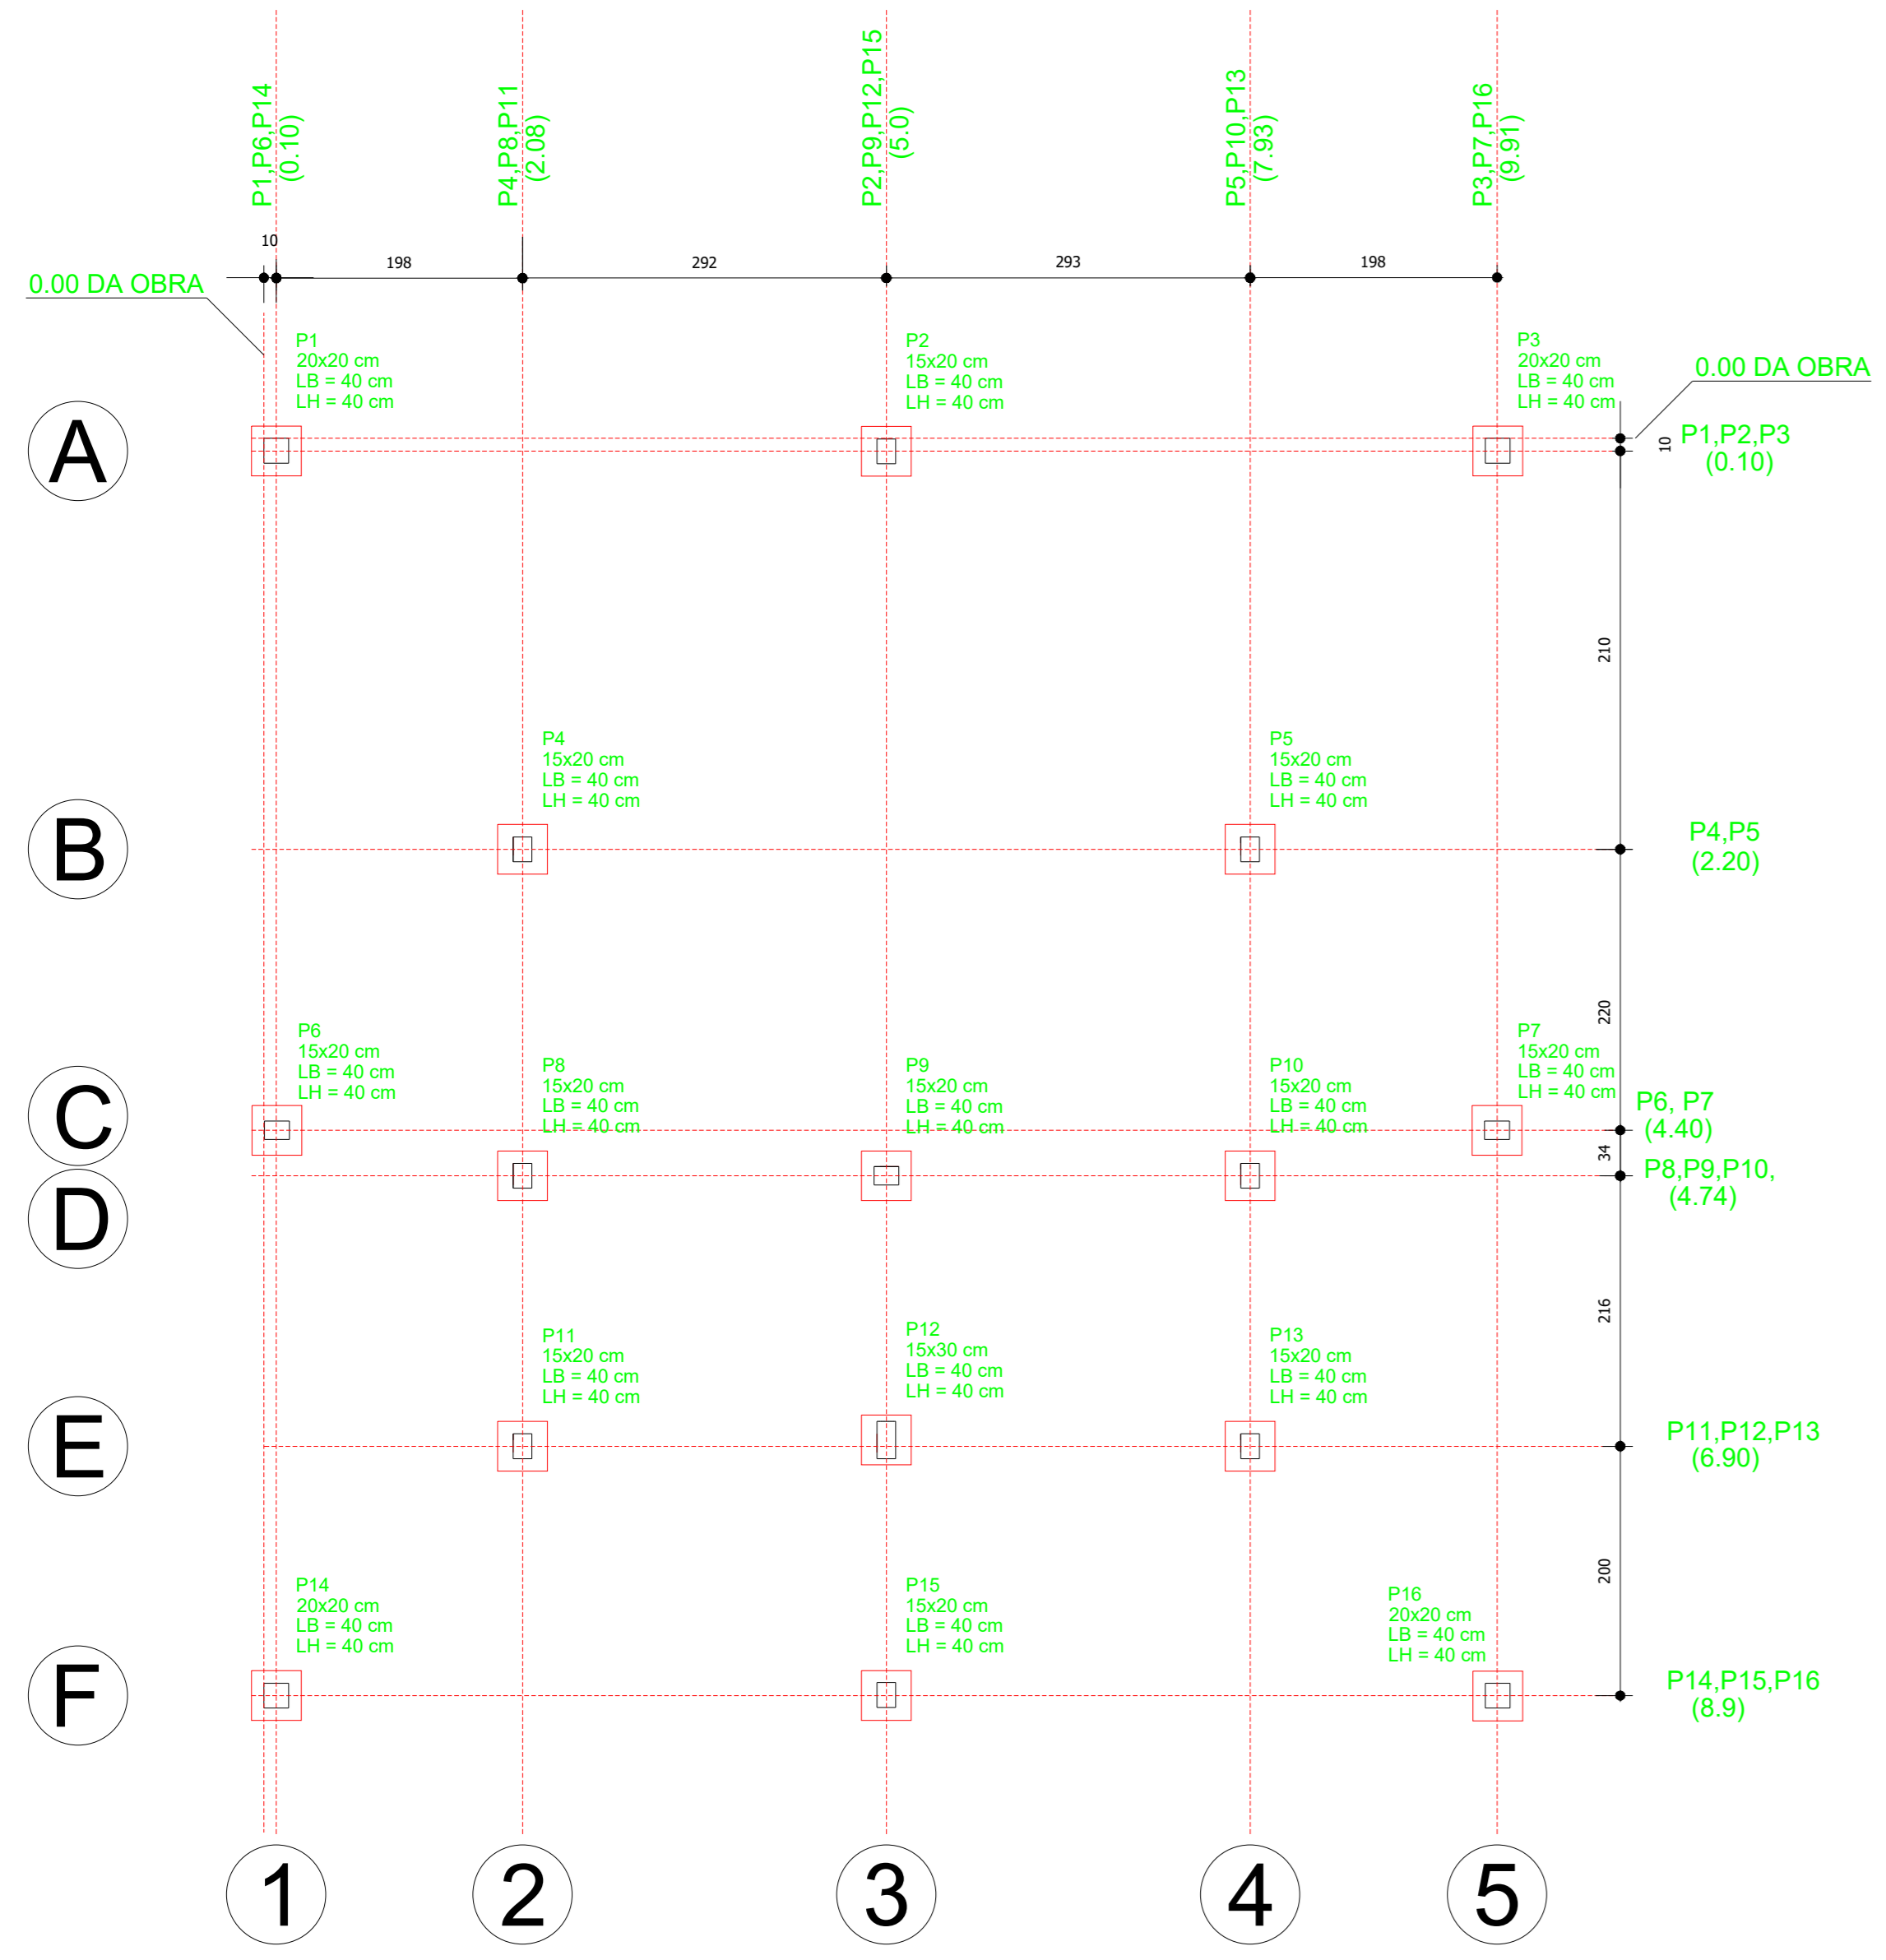 P1,P6,P14
(0.10)
P4,P8,P11
(2.08)
P2,P9,P12,P15
(5.0)
P5,P10,P13
(7.93)
P3,P7,P16
(9.91)
10
198
292
293
198
0.00 DA OBRA
P1
20x20 cm
LB = 40 cm
LH = 40 cm
P2
15x20 cm
LB = 40 cm
LH = 40 cm
P3
20x20 cm
LB = 40 cm
LH = 40 cm
0.00 DA OBRA
A
10
P1,P2,P3
(0.10)
210
P4
15x20 cm
LB = 40 cm
LH = 40 cm
P5
15x20 cm
LB = 40 cm
LH = 40 cm
B
P4,P5
(2.20)
220
P6
15x20 cm
LB = 40 cm
LH = 40 cm
P8
15x20 cm
LB = 40 cm
LH = 40 cm
P9
15x20 cm
LB = 40 cm
LH = 40 cm
P10
15x20 cm
LB = 40 cm
LH = 40 cm
P7
15x20 cm
LB = 40 cm
LH = 40 cm
C
P6, P7
(4.40)
34
D
P8,P9,P10,
(4.74)
216
P11
15x20 cm
LB = 40 cm
LH = 40 cm
P12
15x30 cm
LB = 40 cm
LH = 40 cm
P13
15x20 cm
LB = 40 cm
LH = 40 cm
E
P11,P12,P13
(6.90)
200
P14
20x20 cm
LB = 40 cm
LH = 40 cm
P15
15x20 cm
LB = 40 cm
LH = 40 cm
P16
20x20 cm
LB = 40 cm
LH = 40 cm
F
P14,P15,P16
(8.9)
1
2
3
4
5